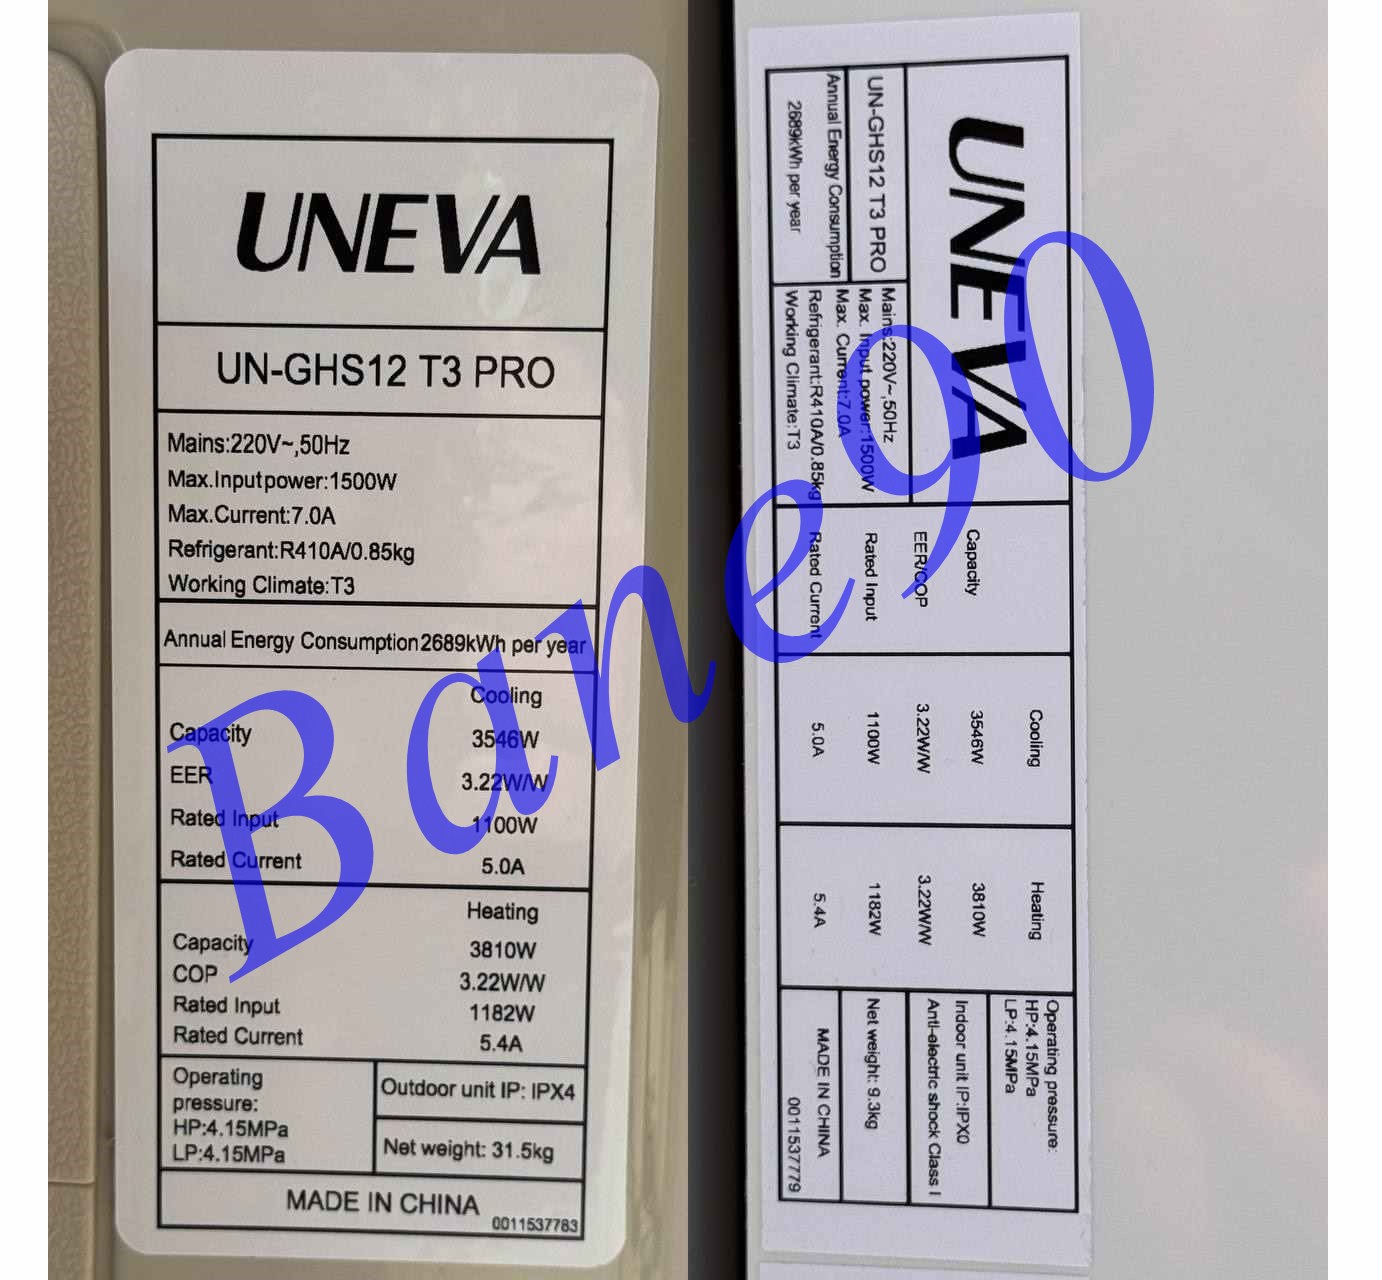 UNEVA
UN-GHS12 T3 PRO
Mains:220V~,50Hz
Max.Inputpower:1500W
Max.Current:7.0A
Refrigerant:R410A/0.85kg
Working Climate:T3
Annual Energy Consumption2689kWh per year
Cooling
Capacity 3546W
EER 3.22W/W
Rated Input 1100W
Rated Current 5.0A
Heating
Capacity 3810W
COP 3.22W/W
Rated Input 1182W
Rated Current 5.4A
Operating
pressure:
HP:4.15MPa
LP:4.15MPa
Outdoor unit IP: IPX4
Net weight: 31.5kg
MADE IN CHINA
0011537783
UNEVA
UN-GHS12 T3 PRO
Annual Energy Consumption
2689kWh per year
Mains:220V~,50Hz
Max. Input power:1500W
Max. Current:7.0A
Refrigerant:R410A/0.85kg
Working Climate:T3
Cooling Heating
Capacity 3546W 3810W
EER/COP 3.22W/W 3.22W/W
Rated Input 1100W 1182W
Rated Current 5.0A 5.4A
Operating pressure:
HP:4.15MPa
LP:4.15MPa
Indoor unit IP:IPX0
Anti-electric shock Class I
Net weight: 9.3kg
MADE IN CHINA
0011537779
Bane90